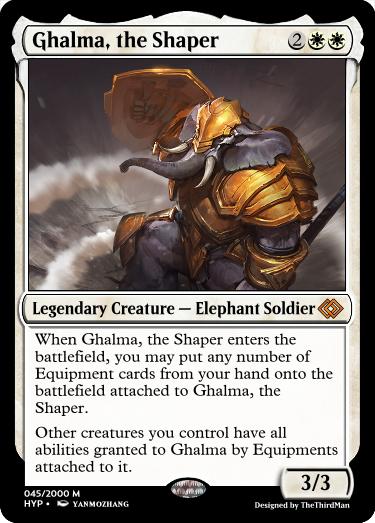 Ghalma, the Shaper 2
Legendary Creature — Elephant Soldier
When Ghalma, the Shaper enters the
battlefield, you may put any number of
Equipment cards from your hand onto the
battlefield attached to Ghalma, the
Shaper.
Other creatures you control have all
abilities granted to Ghalma by Equipments
attached to it.
3/3
045/2000 M
HYP • YANMOZHANG
Designed by TheThirdMan